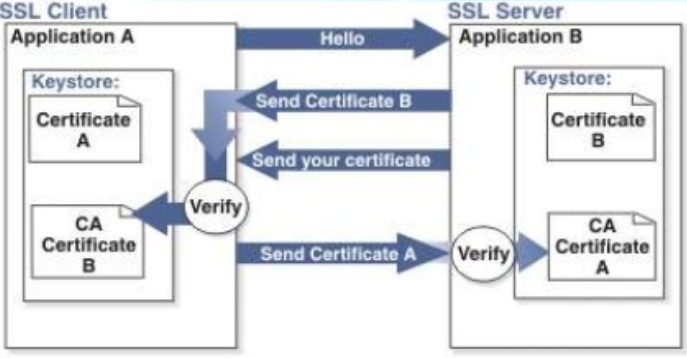 SSL Client
Application A
Keystore:
Certificate
A
CA
Certificate
B
Verify
Hello
Send Certificate B
Send your certificate
Send Certificate A
SSL Server
Application B
Keystore:
Certificate
B
Verify
CA
Certificate
A